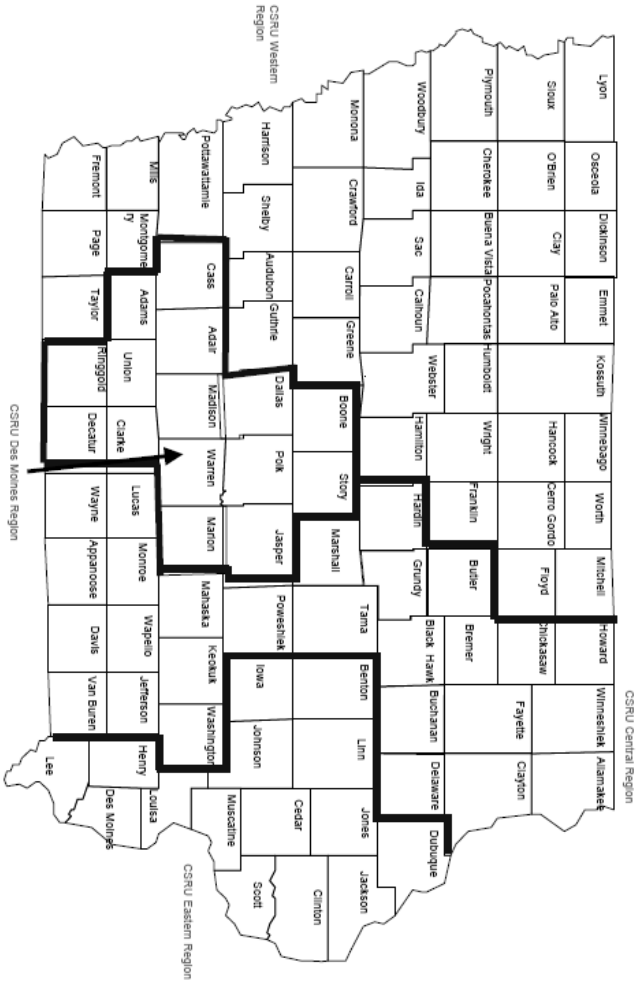 CSRU Western
Region
CSRU Central Region
Lyon
Osceola
Dickinson
Emmet
Kossuth
Winnebago
Worth
Mitchell
Howard
Winneshiek
Allamakee
Sioux
O'Brien
Clay
Palo Alto
Hancock
Cerro Gordo
Floyd
Chickasaw
Fayette
Clayton
Plymouth
Cherokee
Buena Vista
Pocahontas
Humboldt
Wright
Franklin
Butler
Bremer
Woodbury
Ida
Sac
Calhoun
Webster
Hamilton
Hardin
Grundy
Black Hawk
Buchanan
Delaware
Dubuque
Monona
Crawford
Carroll
Greene
Boone
Story
Marshall
Tama
Benton
Linn
Jones
Jackson
Harrison
Shelby
Audubon
Guthrie
Dallas
Polk
Jasper
Poweshiek
Iowa
Johnson
Cedar
Clinton
Scott
Muscatine
Pottawattamie
Cass
Adair
Madison
Warren
Marion
Mahaska
Keokuk
Washington
Louisa
Mills
Montgome
ry
Adams
Union
Clarke
Lucas
Monroe
Wapello
Jefferson
Henry
Des Moines
Fremont
Page
Taylor
Ringgold
Decatur
Wayne
Appanoose
Davis
Van Buren
Lee
CSRU Des Moines Region
CSRU Eastern Region